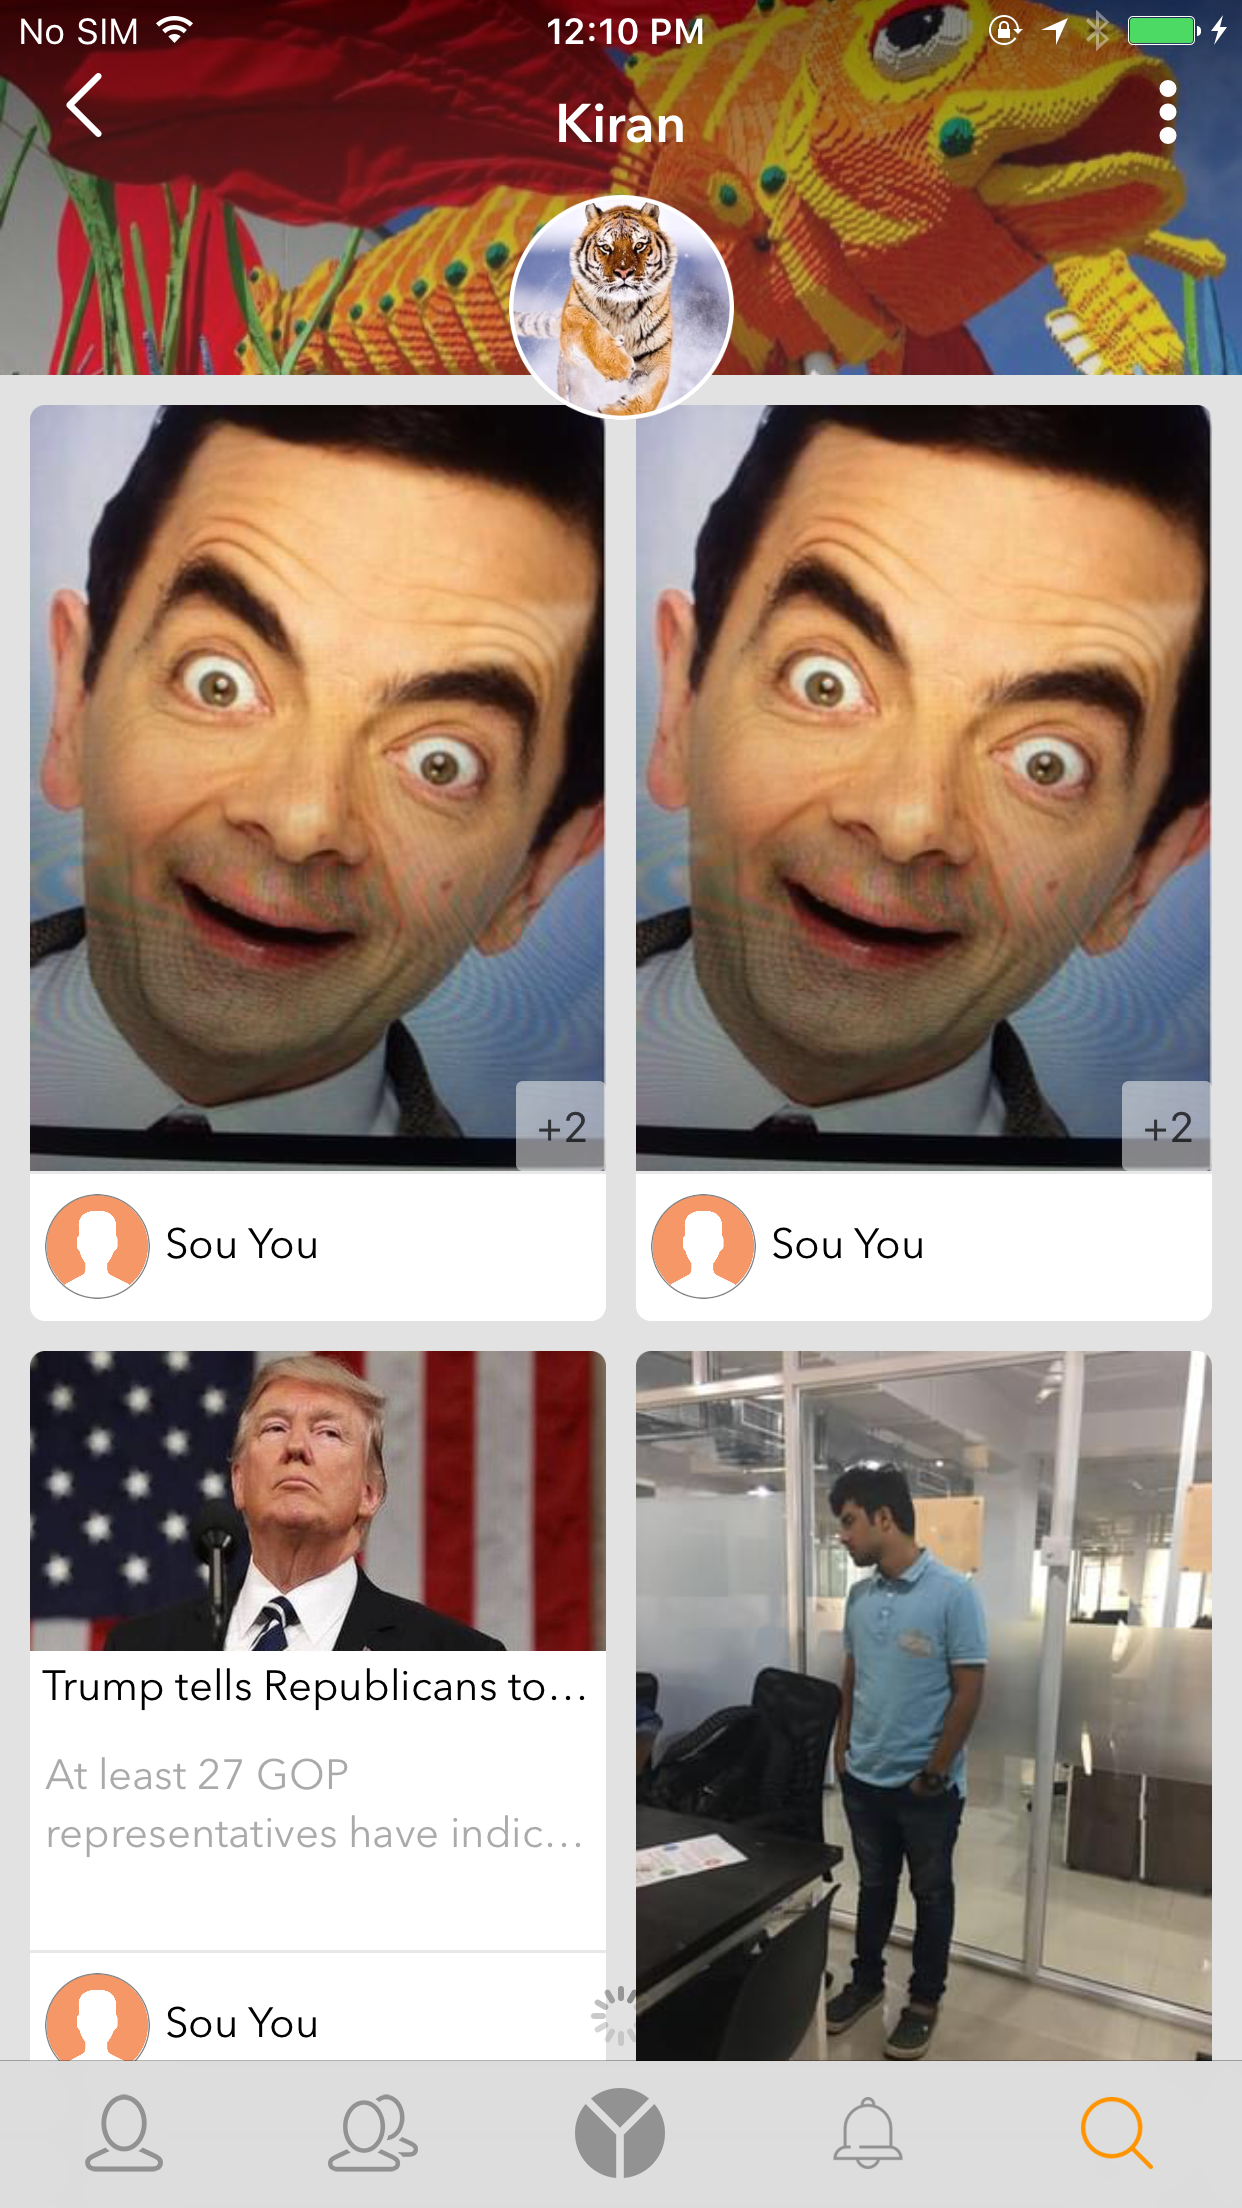 No SIM 12:10 PM
Kiran
+2
+2
Sou You
Sou You
Trump tells Republicans to...
At least 27 GOP
representatives have indic...
Sou You